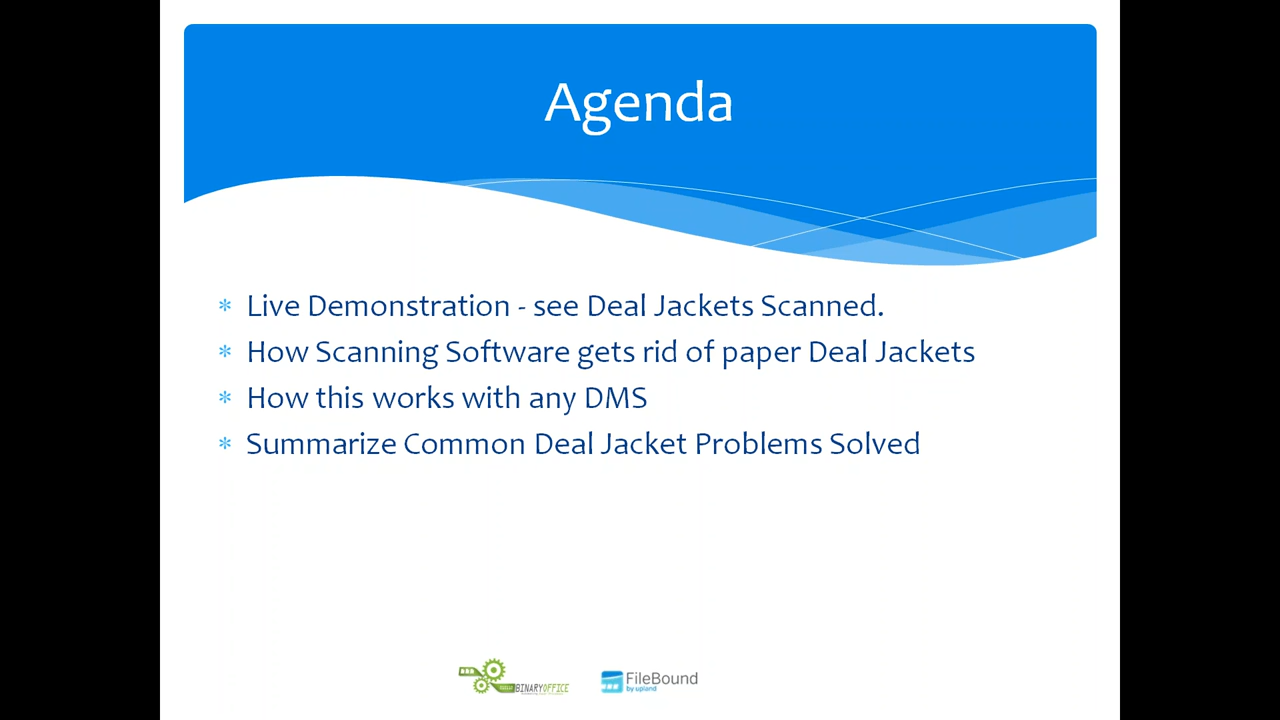 Agenda
* Live Demonstration - see Deal Jackets Scanned.
* How Scanning Software gets rid of paper Deal Jackets
* How this works with any DMS
* Summarize Common Deal Jacket Problems Solved
BINARYOFFICE
FileBound
by upland